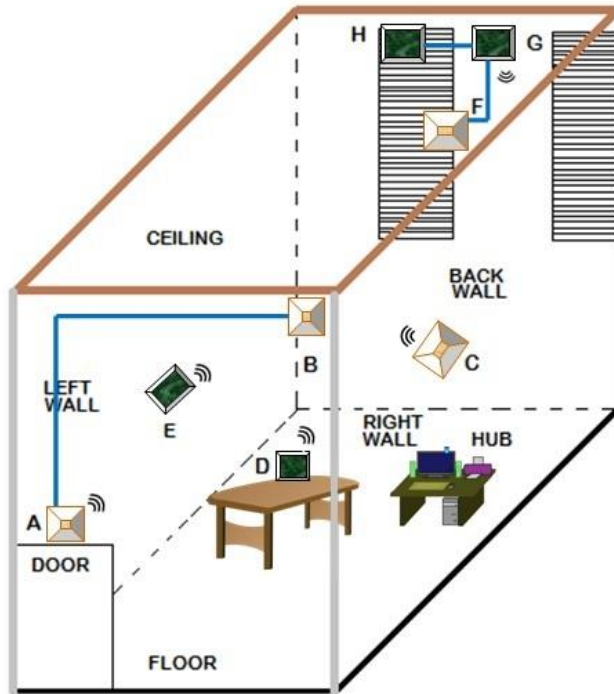 H
G
F
CEILING
BACK
WALL
B
C
LEFT
WALL
E
RIGHT
WALL
HUB
D
A
DOOR
FLOOR